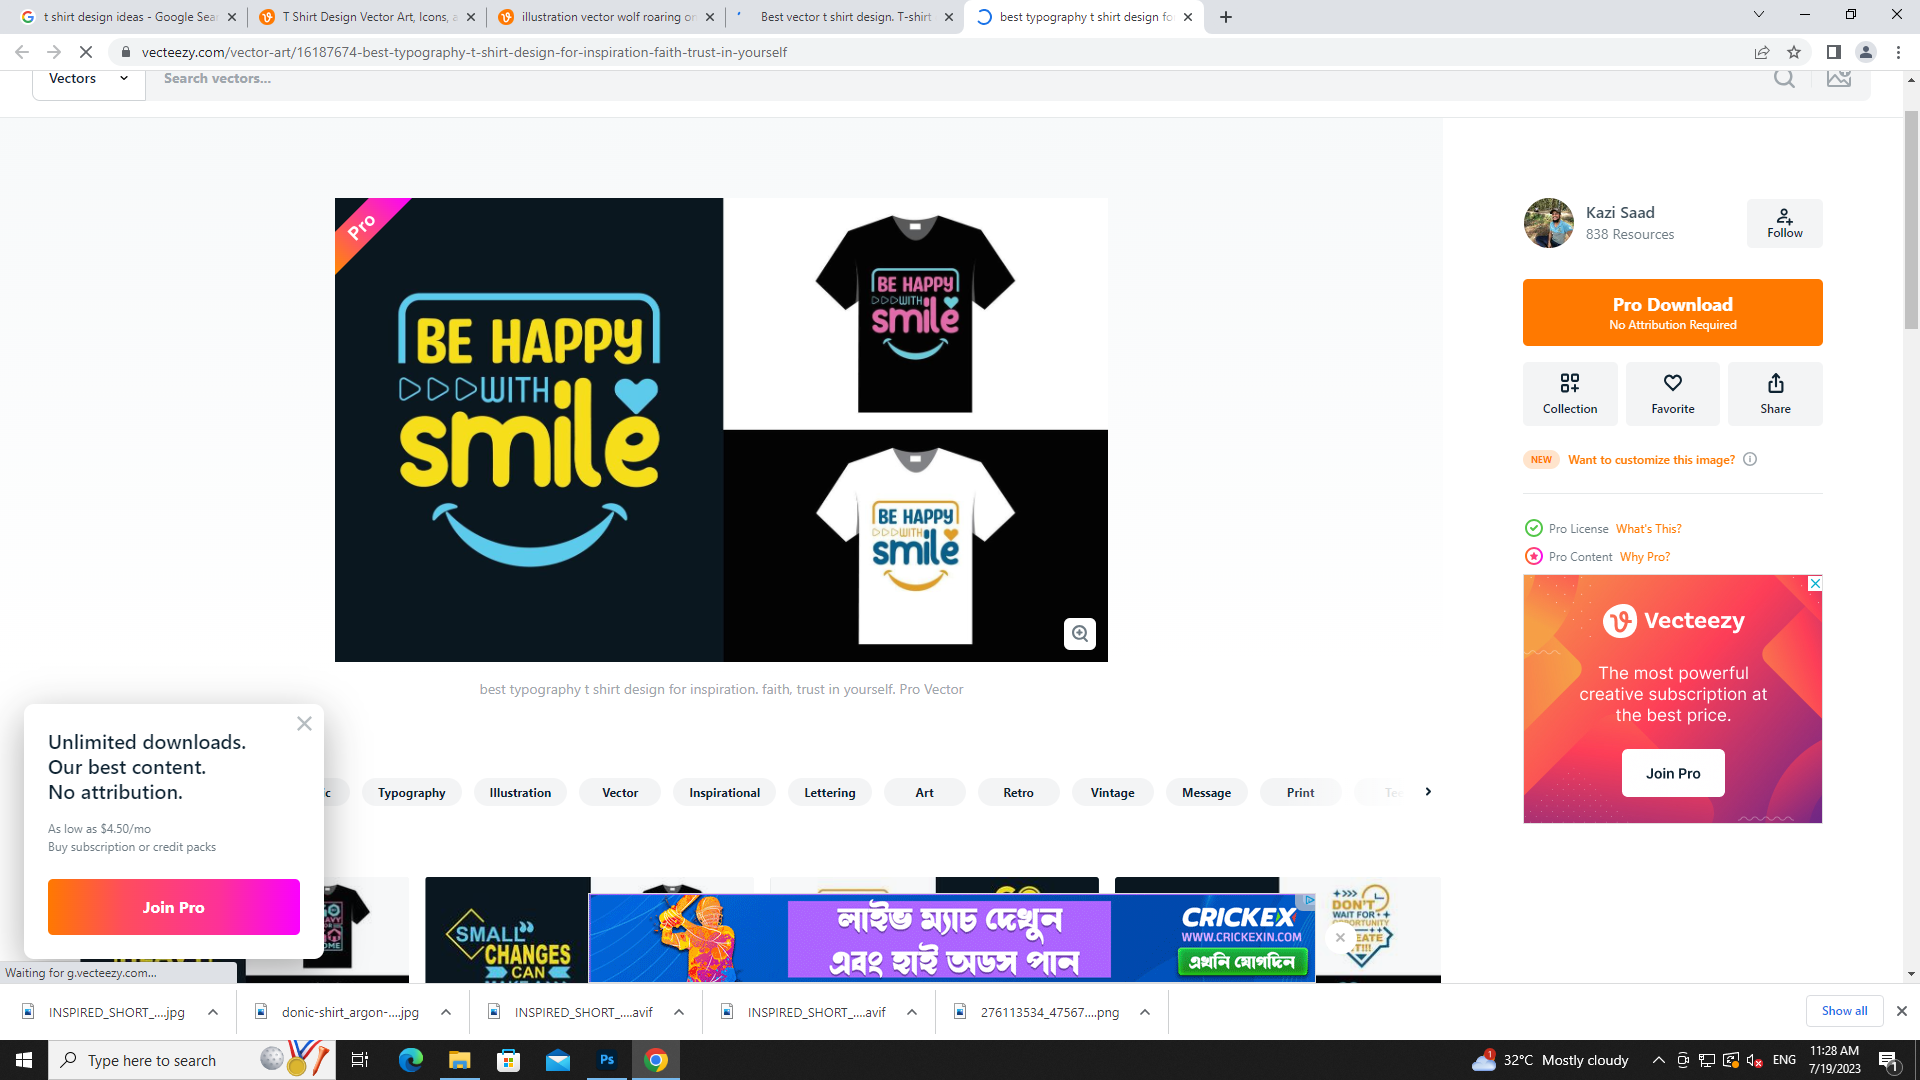 t shirt design ideas - Google Sear
T Shirt Design Vector Art, Icons, a
illustration vector wolf roaring on
Best vector t shirt design. T-shirt
best typography t shirt design for
vecteezy.com/vector-art/16187674-best-typography-t-shirt-design-for-inspiration-faith-trust-in-yourself
Vectors
Search vectors...
Pro
BE HAPPY
WITH
smile
BE HAPPY
WITH
smile
BE HAPPY
WITH
smile
best typography t shirt design for inspiration. faith, trust in yourself. Pro Vector
Kazi Saad
838 Resources
Follow
Pro Download
No Attribution Required
Collection
Favorite
Share
NEW Want to customize this image?
Pro License What's This?
Pro Content Why Pro?
Vecteezy
The most powerful
creative subscription at
the best price.
Join Pro
Unlimited downloads.
Our best content.
No attribution.
As low as $4.50/mo
Buy subscription or credit packs
Join Pro
ic
Typography
Illustration
Vector
Inspirational
Lettering
Art
Retro
Vintage
Message
Print
Te
SMALL
CHANGES
CAN
GO
DON'T
WAIT FOR
OPPORTUNITY
লাইভ ম্যাচ দেখুন
এবং হাই অডস পান
CRICKEX
WWW.CRICKEXIN.COM
এখনি যোগদিন
Waiting for g.vecteezy.com...
INSPIRED_SHORT_....jpg
donic-shirt_argon-....jpg
INSPIRED_SHORT_....avif
INSPIRED_SHORT_....avif
276113534_47567....png
Show all
Type here to search
Ps
1
32°C Mostly cloudy
ENG
11:28 AM
7/19/2023
1